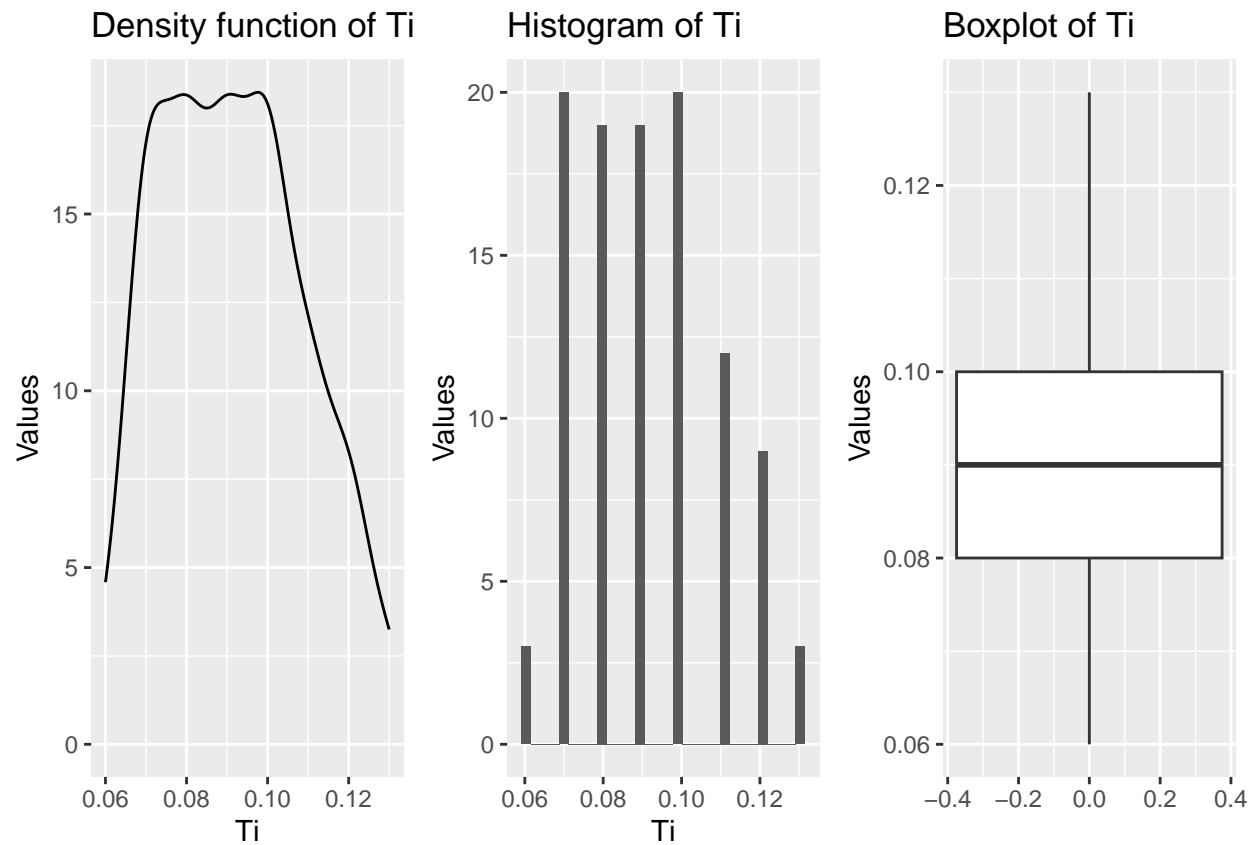 Density function of Ti
Values
0
5
10
15
0.06 0.08 0.10 0.12
Ti
Histogram of Ti
Values
0
5
10
15
20
0.06 0.08 0.10 0.12
Ti
Boxplot of Ti
Values
0.06
0.08
0.10
0.12
−0.4 −0.2 0.0 0.2 0.4